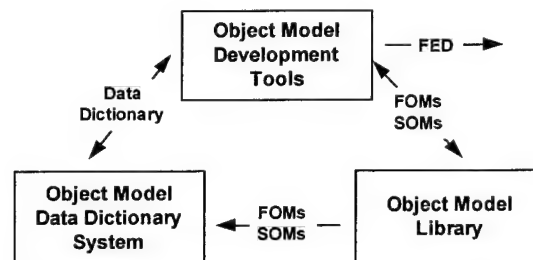 Object Model
Development
Tools
FED
Data
Dictionary
FOMs
SOMs
Object Model
Data Dictionary
System
FOMs
SOMs
Object Model
Library